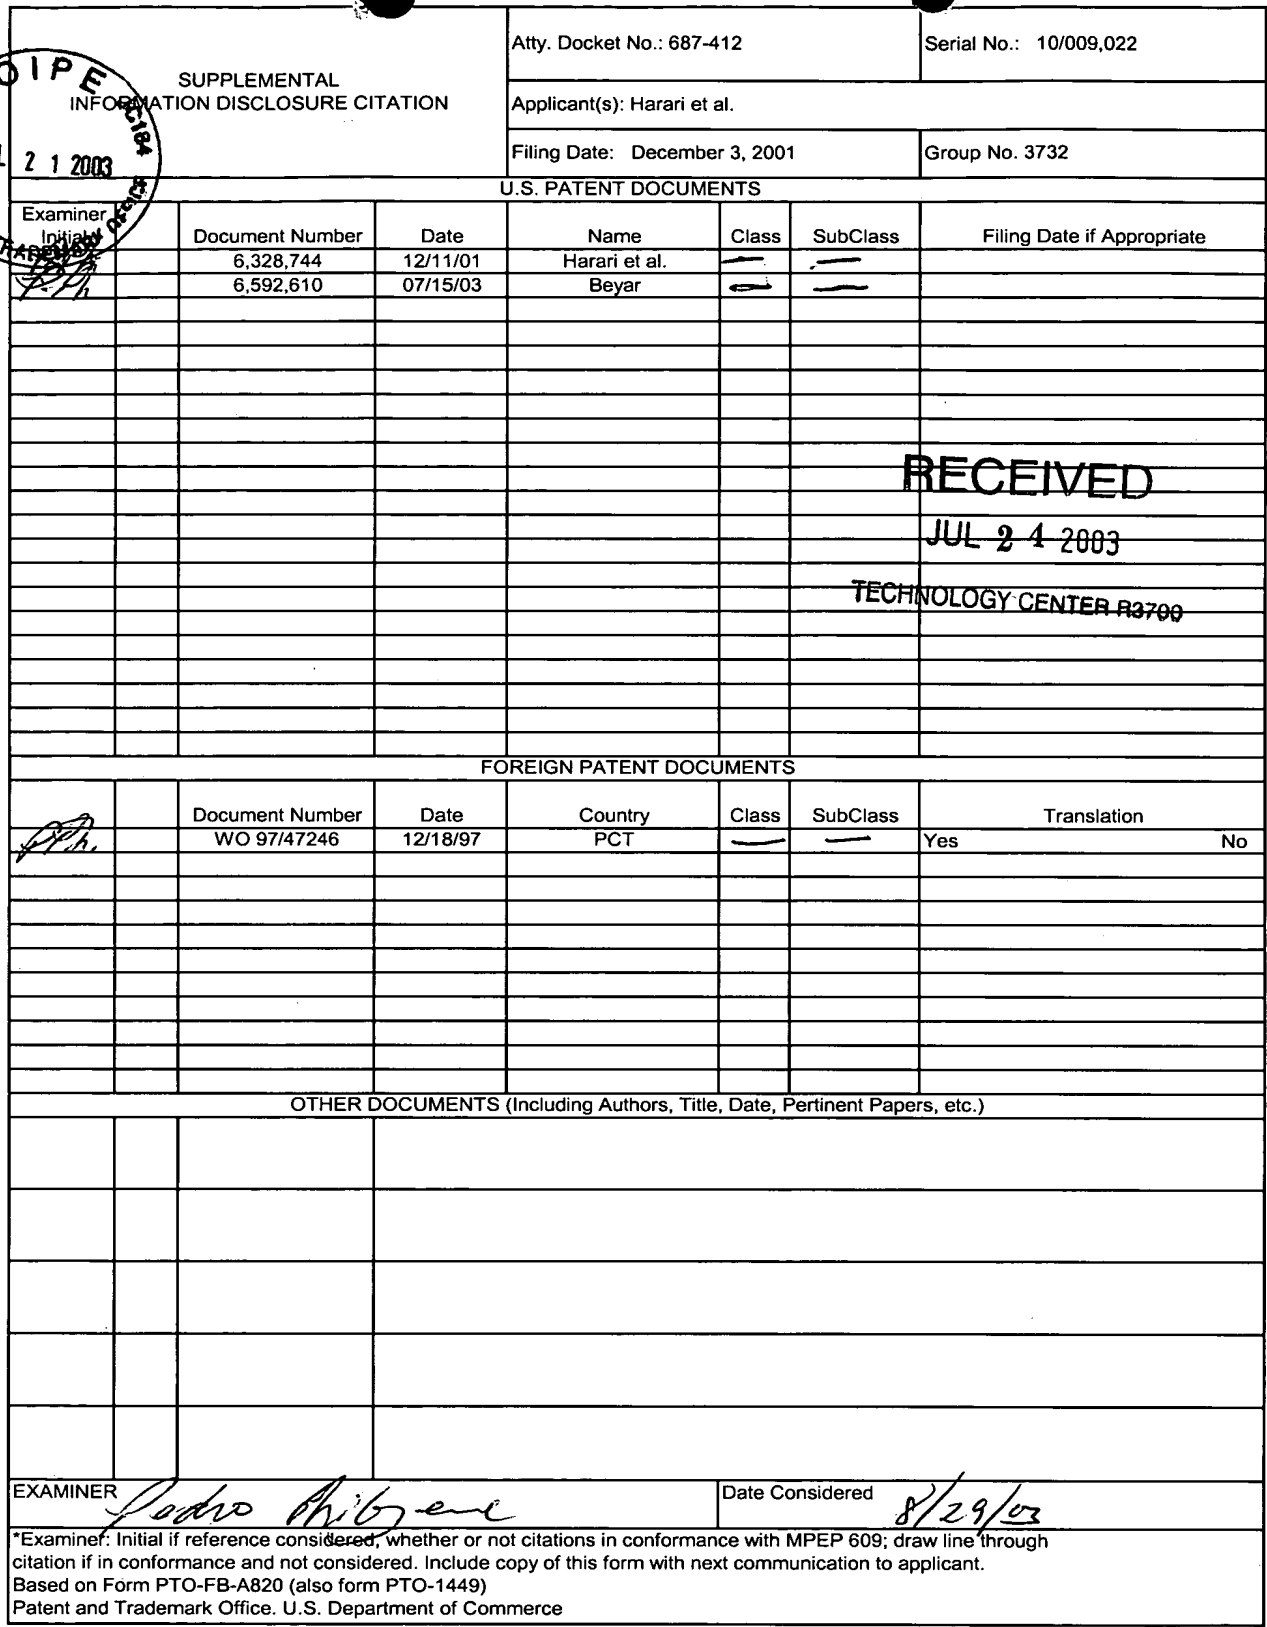 SUPPLEMENTAL
INFORMATION DISCLOSURE CITATION
Atty. Docket No.: 687-412
Serial No.: 10/009,022
Applicant(s): Harari et al.
Filing Date: December 3, 2001
Group No. 3732
OIPE
C184
2 1 2003
U.S. PATENT DOCUMENTS
Examiner
Initial
Document Number Date Name Class SubClass Filing Date if Appropriate
6,328,744 12/11/01 Harari et al. — —
P.Ph 6,592,610 07/15/03 Beyar — —
RECEIVED
JUL 2 4 2003
TECHNOLOGY CENTER R3700
FOREIGN PATENT DOCUMENTS
Document Number Date Country Class SubClass Translation
P.Ph. WO 97/47246 12/18/97 PCT — — Yes No
OTHER DOCUMENTS (Including Authors, Title, Date, Pertinent Papers, etc.)
EXAMINER Pedro Philogene
Date Considered 8/29/03
*Examiner: Initial if reference considered, whether or not citations in conformance with MPEP 609; draw line through
citation if in conformance and not considered. Include copy of this form with next communication to applicant.
Based on Form PTO-FB-A820 (also form PTO-1449)
Patent and Trademark Office. U.S. Department of Commerce